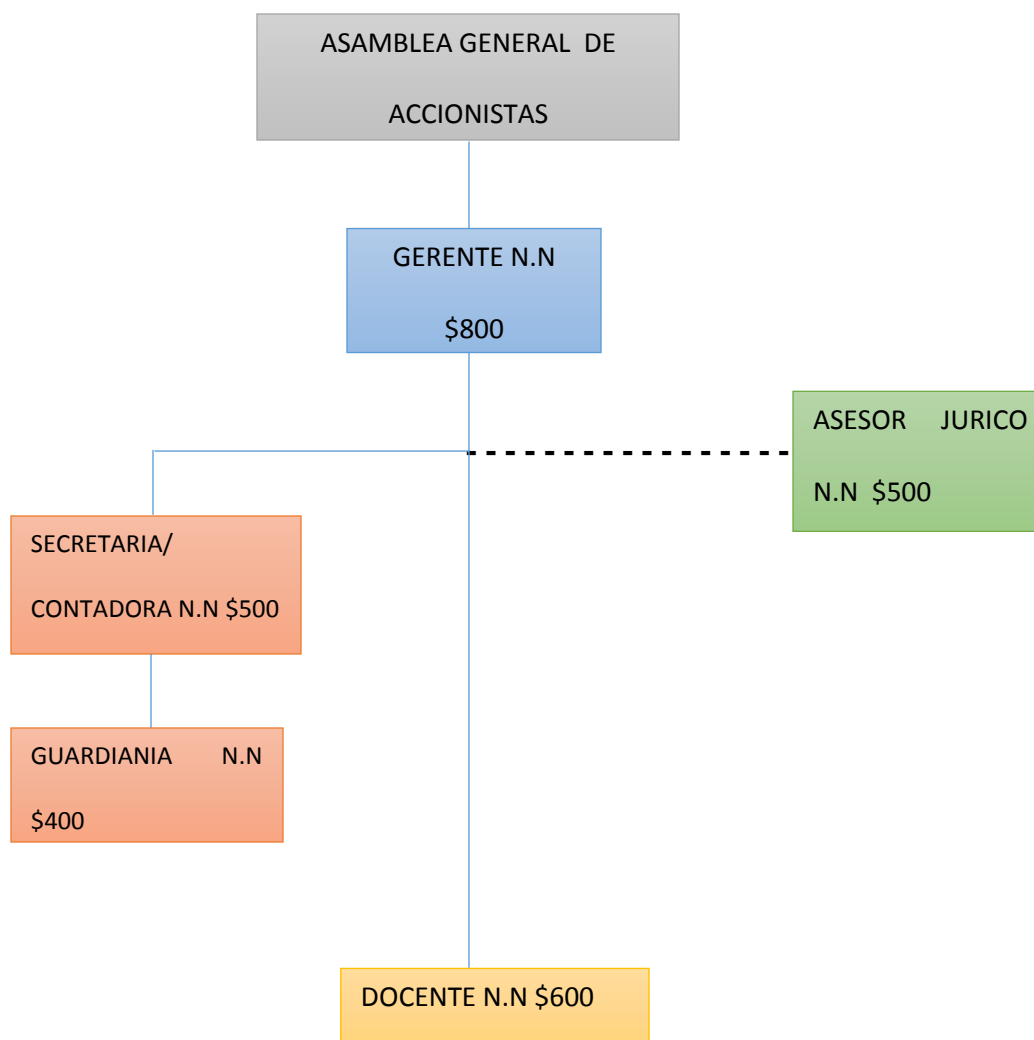 ASAMBLEA GENERAL DE
ACCIONISTAS
GERENTE N.N
$800
ASESOR JURICO
N.N $500
SECRETARIA/
CONTADORA N.N $500
GUARDIANIA N.N
$400
DOCENTE N.N $600